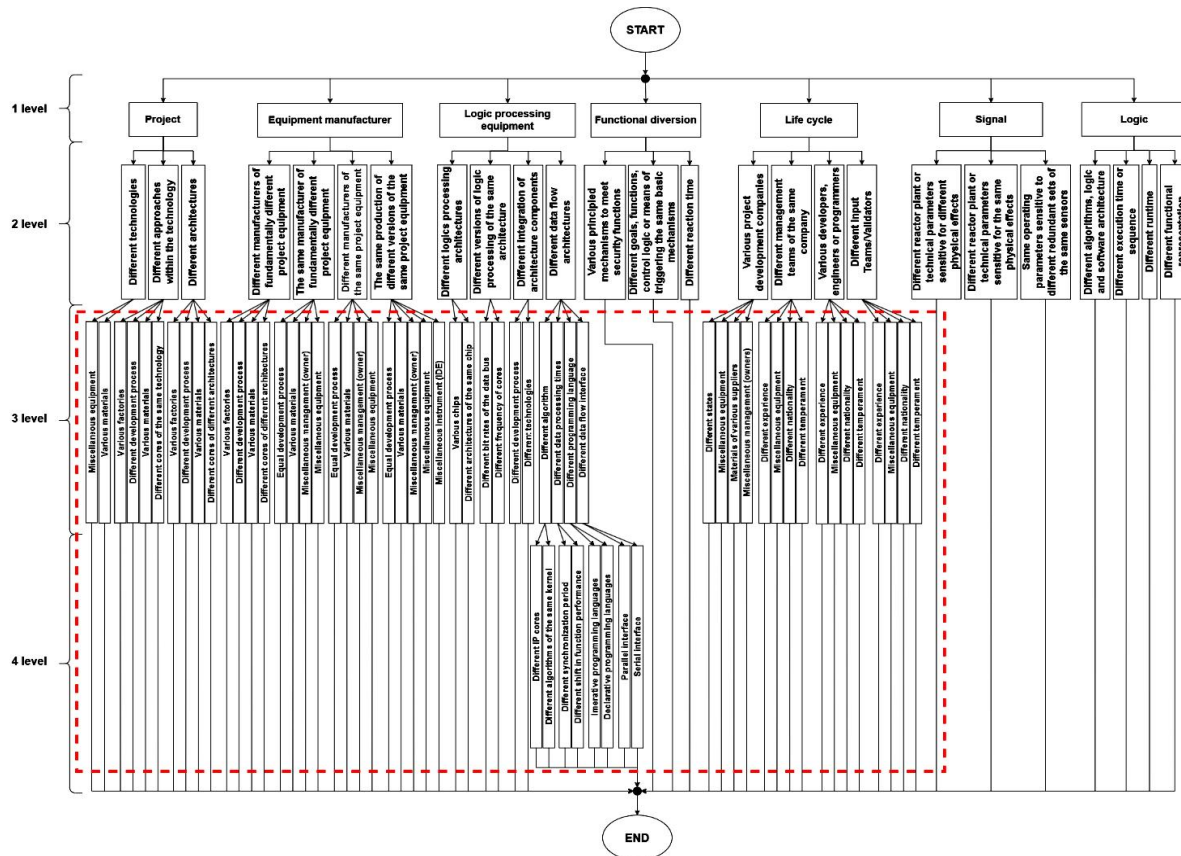 START
1 level
Project
Equipment manufacturer
Logic processing
equipment
Functional diversion
Life cycle
Signal
Logic
2 level
Different technologies
Different approaches
within the technology
Different architectures
Different manufacturers of
fundamentally different
project equipment
The same manufacturer of
fundamentally different
project equipment
Different manufacturers of
the same project equipment
The same production of
different versions of the
same project equipment
Different logics processing
architectures
Different versions of logic
processing of the same
architecture
Different Integration of
architecture components
Different data flow
architectures
Various principled
mechanisms to meet
security functions
Different goals, functions,
control logic or means of
triggering the same basic
mechanisms
Different reaction time
Various project
development companies
Different management
teams of the same
company
Various developers,
engineers or programmers
Different Input
Teams/Validators
Different reactor plant or
technical parameters
sensitive for different
physical effects
Different reactor plant or
technical parameters
sensitive for the same
physical effects
Same operating
parameters sensitive to
different redundant sets of
the same sensors
Different algorithms, logic
and software architecture
Different execution time or
sequence
Different runtime
Different functional
3 level
Miscellaneous equipment
Various materials
Various factories
Different development process
Various materials
Different cores of the same technology
Various factories
Different development process
Various materials
Different cores of different architectures
Various factories
Different development process
Various materials
Different cores of different architectures
Equal development process
Various materials
Miscellaneous management (owner)
Miscellaneous equipment
Equal development process
Various materials
Miscellaneous management (owner)
Miscellaneous equipment
Equal development process
Miscellaneous management (owner)
Various materials
Miscellaneous equipment
Miscellaneous Instrument (IDE)
Various chips
Different architectures of the same chip
Different bit rates of the data bus
Different frequency of cores
Different development process
Different technologies
Different algorithm
Different data processing times
Different programming language
Different data flow interface
Different states
Miscellaneous equipment
Materials of various suppliers
Miscellaneous management (owners)
Different experience
Miscellaneous equipment
Different nationality
Different temperament
Different experience
Miscellaneous equipment
Different nationality
Different temperament
Different experience
Miscellaneous equipment
Different nationality
Different temperament
4 level
Different IP cores
Different algorithms of the same kernel
Different synchronization period
Different shift in function performance
Imerative programming languages
Declarative programming languages
Parallel interface
Serial interface
END